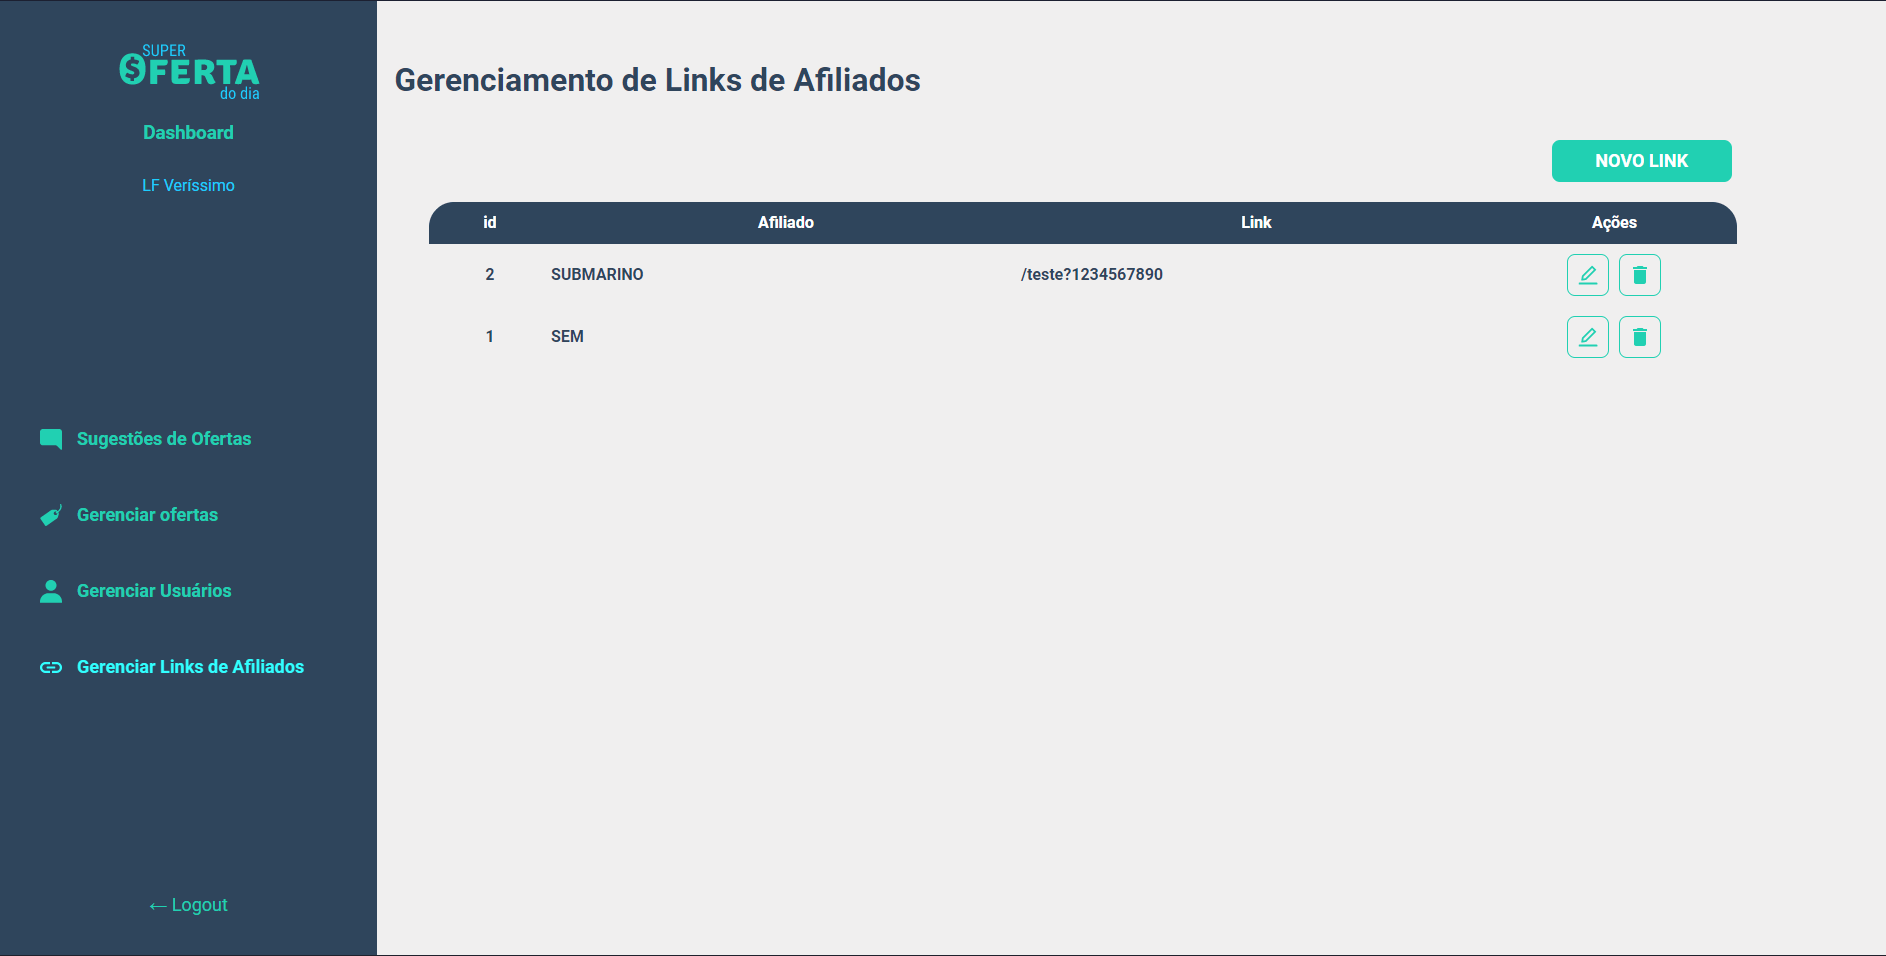 SUPER
OFERTA
do dia
Dashboard
LF Veríssimo
Sugestões de Ofertas
Gerenciar ofertas
Gerenciar Usuários
Gerenciar Links de Afiliados
← Logout
Gerenciamento de Links de Afiliados
NOVO LINK
id Afiliado Link Ações
2 SUBMARINO /teste?1234567890
1 SEM